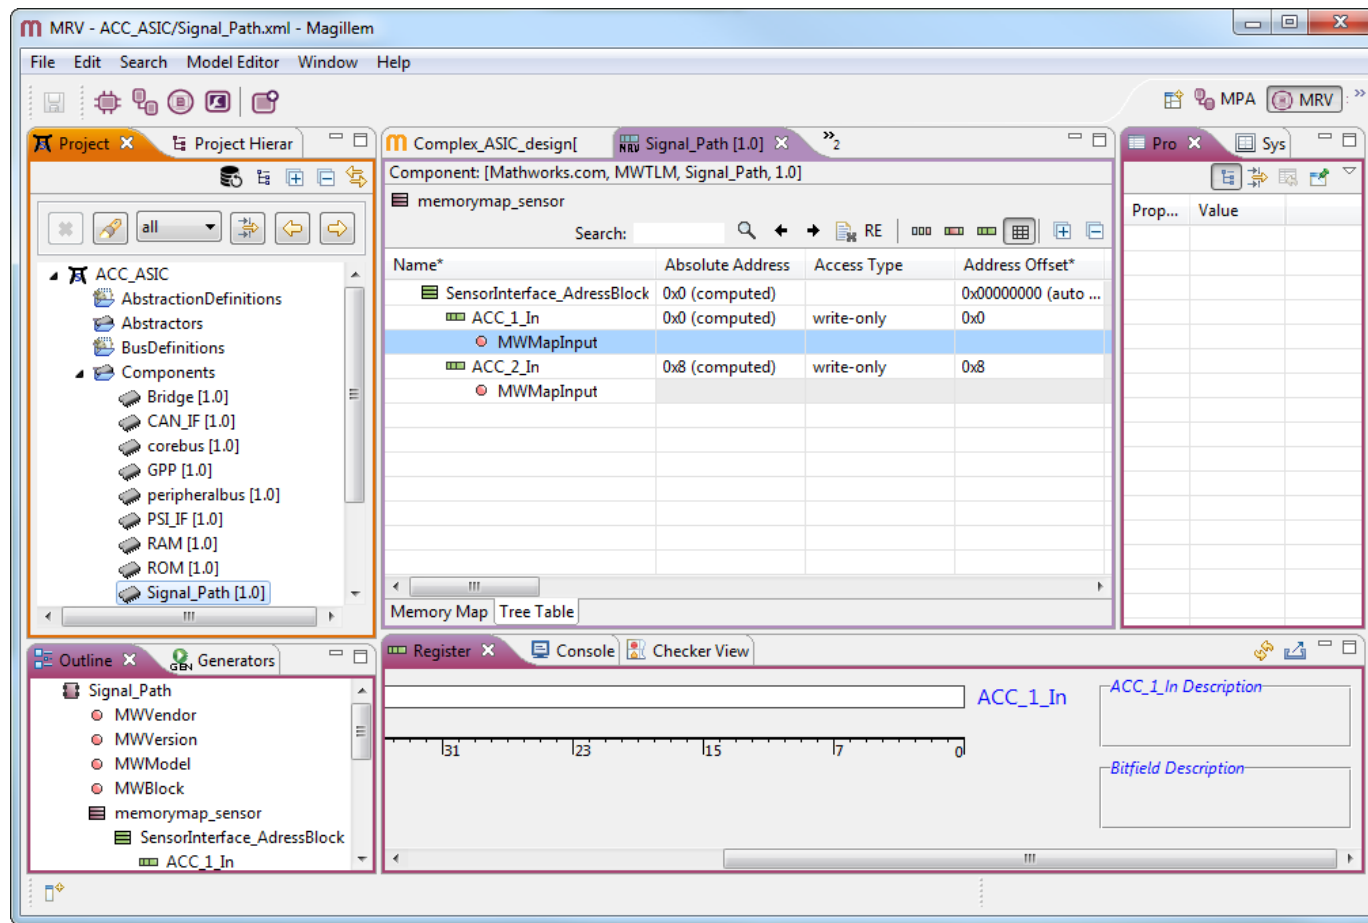 MRV - ACC_ASIC/Signal_Path.xml - Magillem
File Edit Search Model Editor Window Help
MPA MRV
Project Project Hierar
all
ACC_ASIC
AbstractionDefinitions
Abstractors
BusDefinitions
Components
Bridge [1.0]
CAN_IF [1.0]
corebus [1.0]
GPP [1.0]
peripheralbus [1.0]
PSI_IF [1.0]
RAM [1.0]
ROM [1.0]
Signal_Path [1.0]
Complex_ASIC_design[ MRV Signal_Path [1.0] 2
Component: [Mathworks.com, MWTLM, Signal_Path, 1.0]
memorymap_sensor
Search: RE
Name* Absolute Address Access Type Address Offset*
SensorInterface_AdressBlock 0x0 (computed) 0x00000000 (auto ...
ACC_1_In 0x0 (computed) write-only 0x0
MWMapInput
ACC_2_In 0x8 (computed) write-only 0x8
MWMapInput
Memory Map Tree Table
Pro Sys
Prop... Value
Outline GEN Generators
Signal_Path
MWVendor
MWVersion
MWModel
MWBlock
memorymap_sensor
SensorInterface_AdressBlock
ACC_1_In
Register Console Checker View
ACC_1_In
31 23 15 7 0
ACC_1_In Description
Bitfield Description